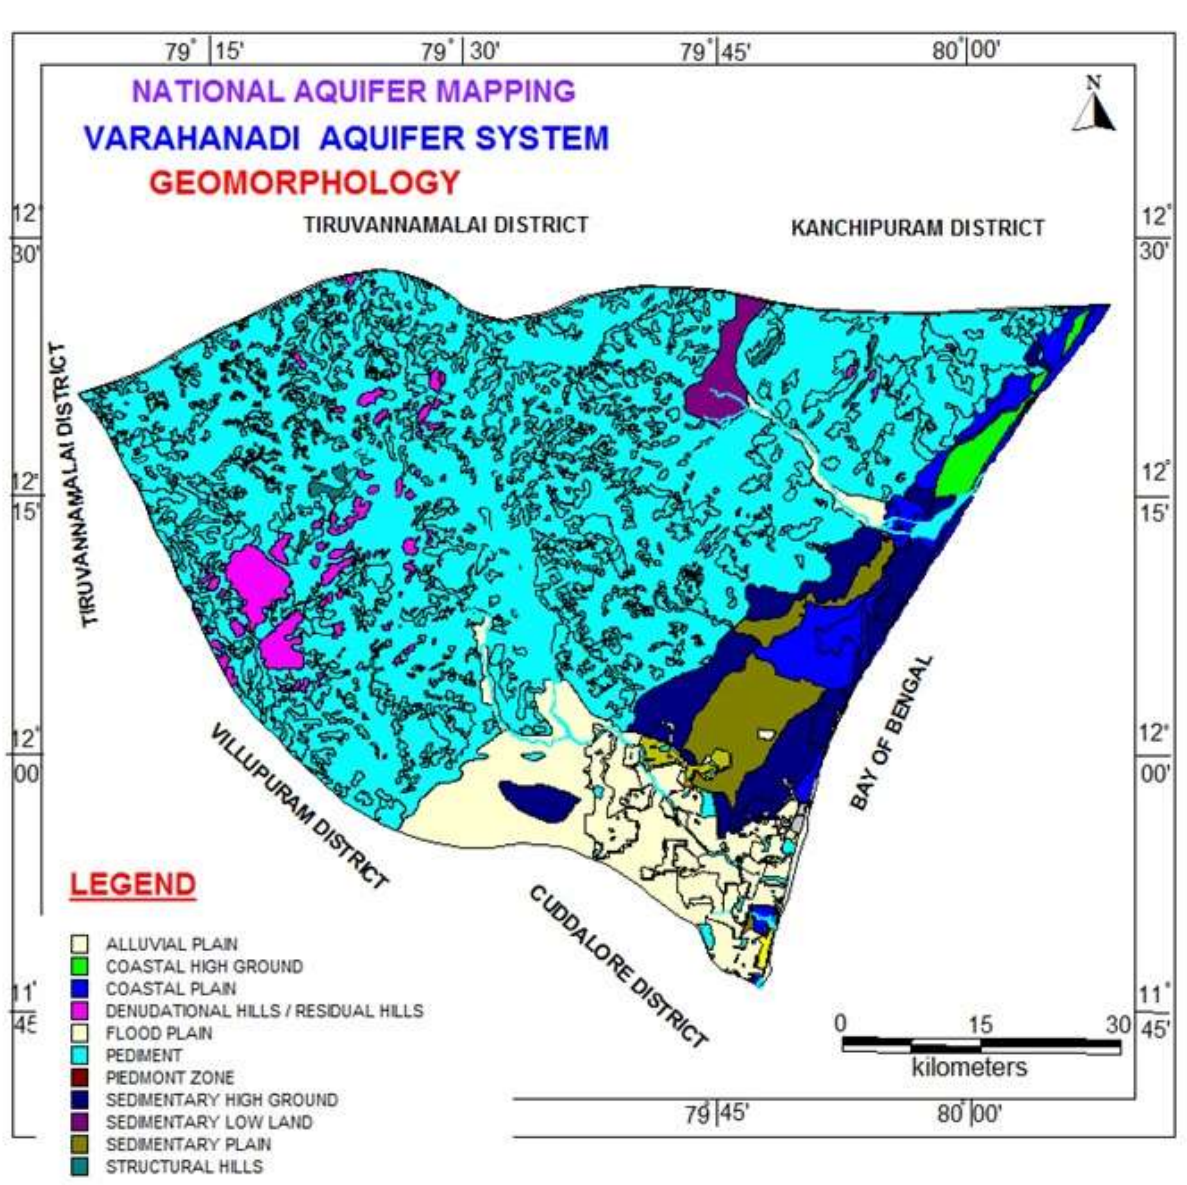 79° 15' 79° 30' 79° 45' 80° 00'
NATIONAL AQUIFER MAPPING
N
VARAHANADI AQUIFER SYSTEM
GEOMORPHOLOGY
12° 30' 12° 30'
TIRUVANNAMALAI DISTRICT
KANCHIPURAM DISTRICT
TIRUVANNAMALAI DISTRICT
12° 15' 12° 15'
12° 00' 12° 00'
BAY OF BENGAL
VILLUPURAM DISTRICT
CUDDALORE DISTRICT
LEGEND
ALLUVIAL PLAIN
COASTAL HIGH GROUND
COASTAL PLAIN
DENUDATIONAL HILLS / RESIDUAL HILLS
FLOOD PLAIN
PEDIMENT
PIEDMONT ZONE
SEDIMENTARY HIGH GROUND
SEDIMENTARY LOW LAND
SEDIMENTARY PLAIN
STRUCTURAL HILLS
11° 45' 11° 45'
0 15 30
kilometers
79° 45' 80° 00'